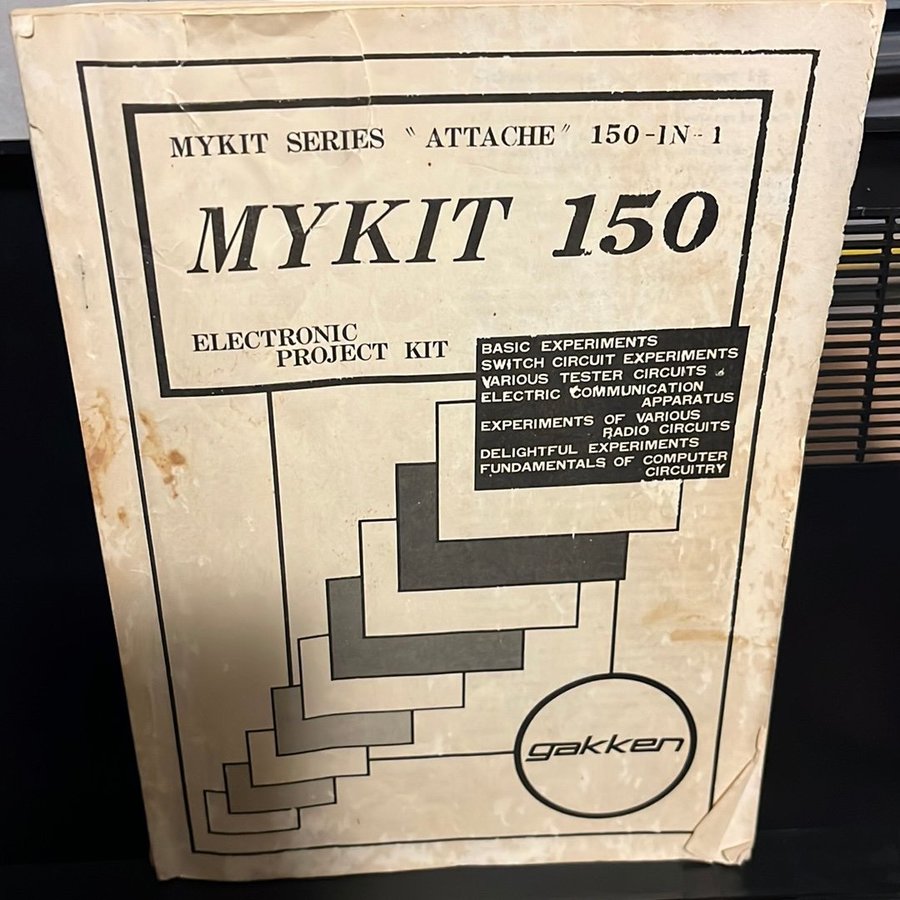 MYKIT SERIES "ATTACHE" 150-IN-1
MYKIT 150
ELECTRONIC
PROJECT KIT
BASIC EXPERIMENTS
SWITCH CIRCUIT EXPERIMENTS
VARIOUS TESTER CIRCUITS
ELECTRIC COMMUNICATION
APPARATUS
EXPERIMENTS OF VARIOUS
RADIO CIRCUITS
DELIGHTFUL EXPERIMENTS
FUNDAMENTALS OF COMPUTER
CIRCUITRY
gakken